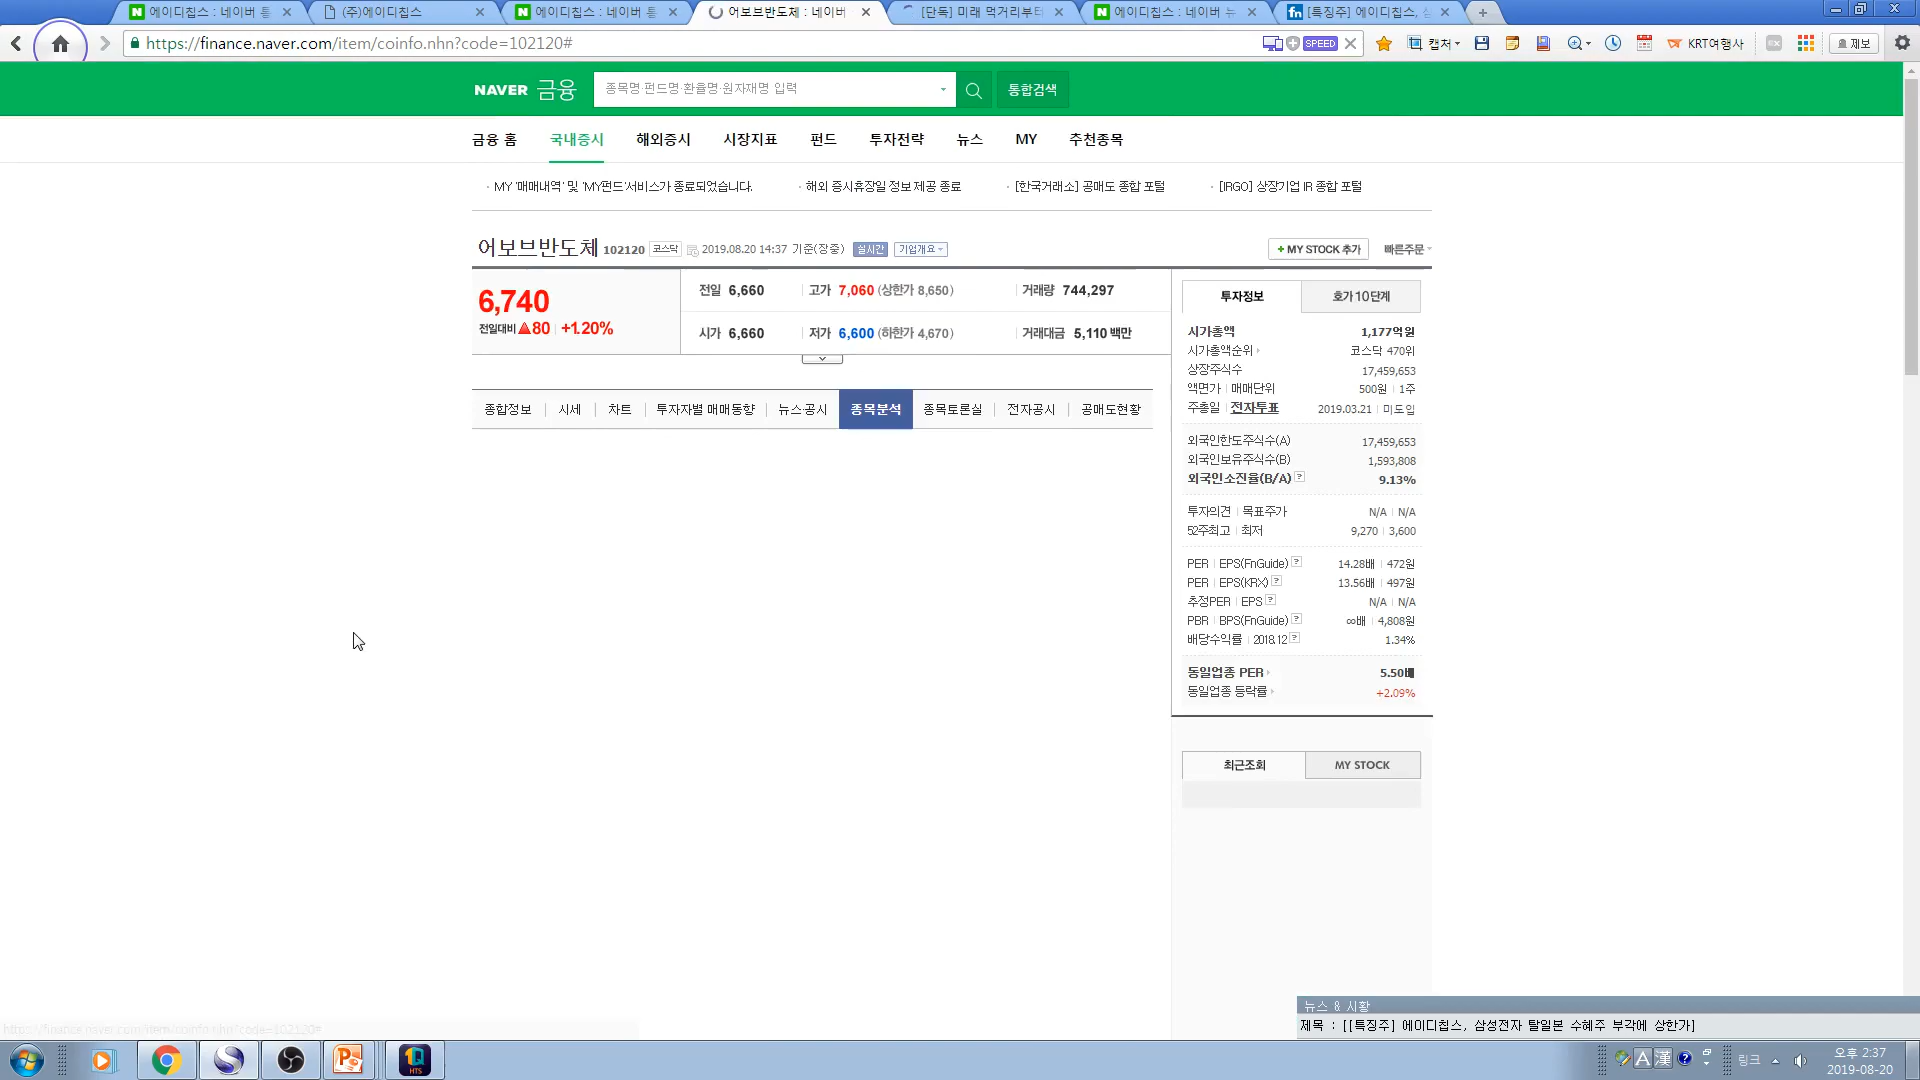 에이디칩스 : 네이버 통
(주)에이디칩스
에이디칩스 : 네이버 통
어보브반도체 : 네이버
[단독] 미래 먹거리부터
에이디칩스 : 네이버 뉴
[특징주] 에이디칩스, 삼
https://finance.naver.com/item/coinfo.nhn?code=102120#
SPEED
캡처
KRT여행사
제보
NAVER 금융
종목명·펀드명·환율명·원자재명 입력
통합검색
금융 홈 국내증시 해외증시 시장지표 펀드 투자전략 뉴스 MY 추천종목
· MY '매매내역' 및 'MY펀드'서비스가 종료되었습니다.
· 해외 증시휴장일 정보 제공 종료
· [한국거래소] 공매도 종합 포털
· [IRGO] 상장기업 IR 종합 포털
어보브반도체 102120 코스닥 2019.08.20 14:37 기준(장중) 실시간 기업개요
+ MY STOCK 추가 빠른주문
6,740
전일대비 ▲80 +1.20%
전일 6,660 고가 7,060 (상한가 8,650) 거래량 744,297
시가 6,660 저가 6,600 (하한가 4,670) 거래대금 5,110 백만
종합정보 시세 차트 투자자별 매매동향 뉴스·공시 종목분석 종목토론실 전자공시 공매도현황
투자정보 호가 10단계
시가총액 1,177억원
시가총액순위 코스닥 470위
상장주식수 17,459,653
액면가 매매단위 500원 1주
주총일 전자투표 2019.03.21 미도입
외국인한도주식수(A) 17,459,653
외국인보유주식수(B) 1,593,808
외국인소진율(B/A) ? 9.13%
투자의견 목표주가 N/A N/A
52주최고 최저 9,270 3,600
PER EPS(FnGuide) ? 14.28배 472원
PER EPS(KRX) ? 13.56배 497원
추정PER EPS ? N/A N/A
PBR BPS(FnGuide) ? ∞배 4,808원
배당수익률 2018.12 ? 1.34%
동일업종 PER 5.50배
동일업종 등락률 +2.09%
최근조회 MY STOCK
뉴스 & 시황
제목 : [[특징주] 에이디칩스, 삼성전자 탈일본 수혜주 부각에 상한가]
https://finance.naver.com/item/coinfo.nhn?code=102120#
HTS
A 漢 링크
오후 2:37
2019-08-20